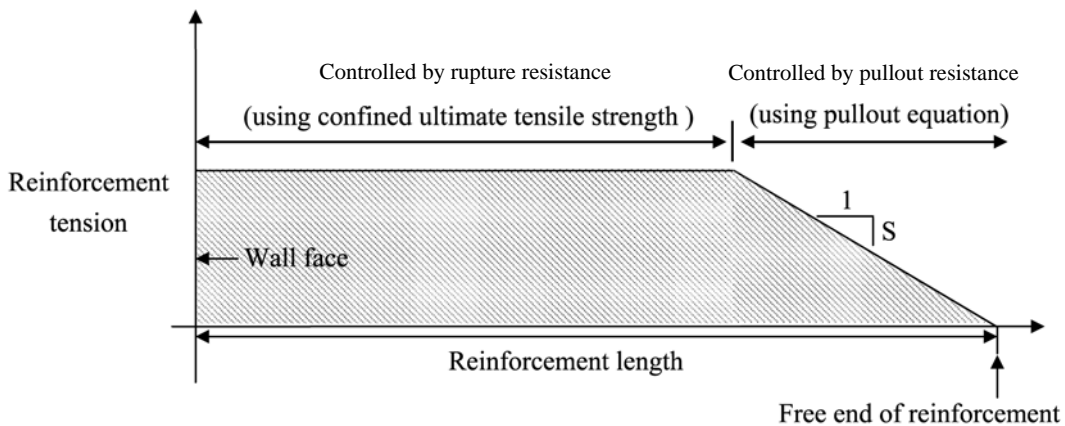 Controlled by rupture resistance
(using confined ultimate tensile strength )
Controlled by pullout resistance
(using pullout equation)
Reinforcement
tension
1
S
Wall face
Reinforcement length
Free end of reinforcement